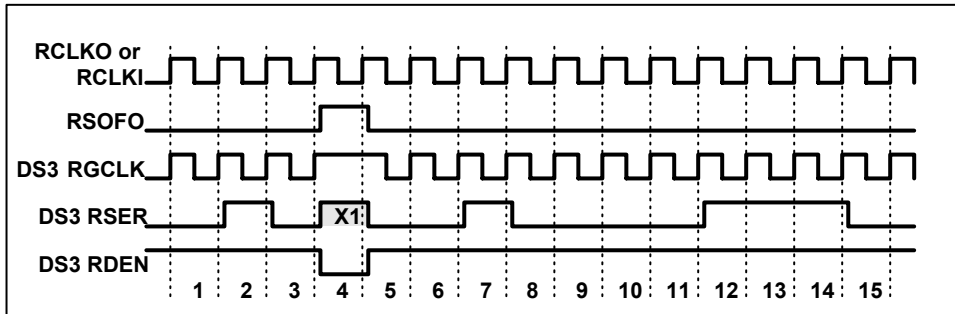 RCLKO or
RCLKI
RSOFO
DS3 RGCLK
DS3 RSER X1
DS3 RDEN
1 2 3 4 5 6 7 8 9 10 11 12 13 14 15